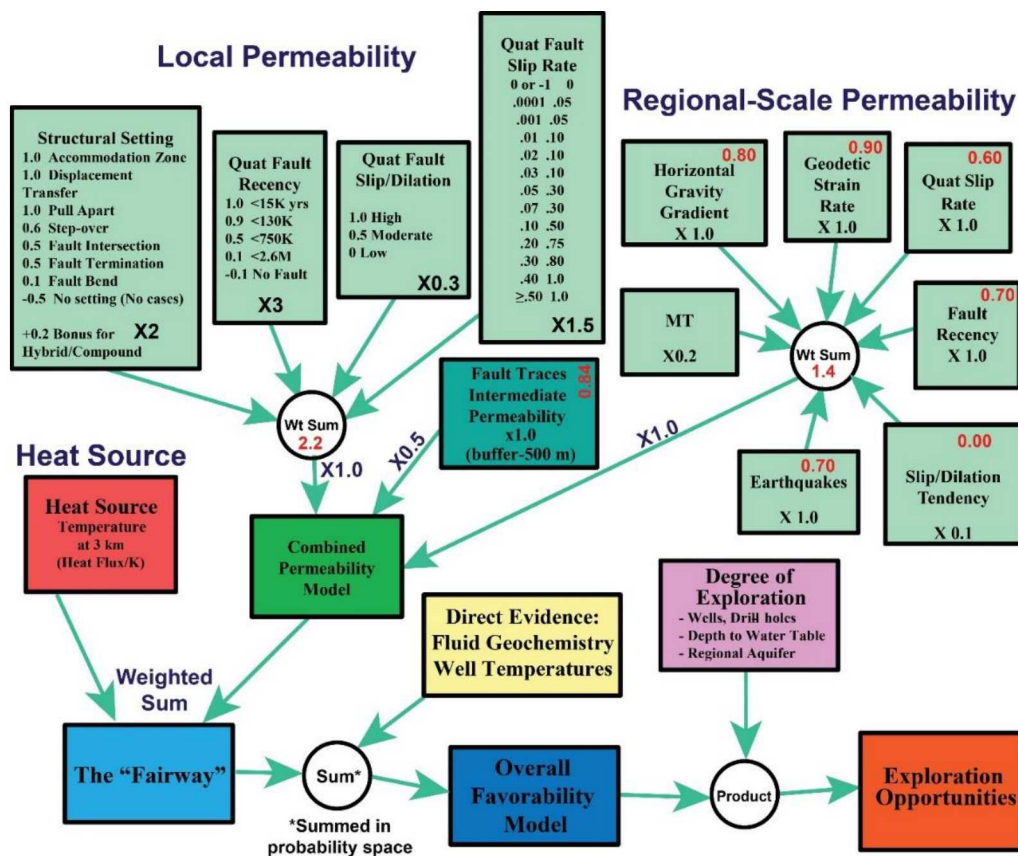 Local Permeability
Structural Setting
1.0 Accommodation Zone
1.0 Displacement
Transfer
1.0 Pull Apart
0.6 Step-over
0.5 Fault Intersection
0.5 Fault Termination
0.1 Fault Bend
-0.5 No setting (No cases)
+0.2 Bonus for
Hybrid/Compound
X2
Quat Fault
Recency
1.0 <15K yrs
0.9 <130K
0.5 <750K
0.1 <2.6M
-0.1 No Fault
X3
Quat Fault
Slip/Dilation
1.0 High
0.5 Moderate
0 Low
X0.3
Quat Fault
Slip Rate
0 or -1 0
.0001 .05
.001 .05
.01 .10
.02 .10
.03 .10
.05 .30
.07 .30
.10 .50
.20 .75
.30 .80
.40 1.0
≥.50 1.0
X1.5
Regional-Scale Permeability
0.80
Horizontal
Gravity
Gradient
X 1.0
0.90
Geodetic
Strain
Rate
X 1.0
0.60
Quat Slip
Rate
X 1.0
MT
X0.2
Wt Sum
1.4
0.70
Fault
Recency
X 1.0
0.70
Earthquakes
X 1.0
0.00
Slip/Dilation
Tendency
X 0.1
Wt Sum
2.2
X1.0
Fault Traces
Intermediate
Permeability
x1.0
(buffer-500 m)
0.84
X0.5
X1.0
Heat Source
Heat Source
Temperature
at 3 km
(Heat Flux/K)
Combined
Permeability
Model
Direct Evidence:
Fluid Geochemistry
Well Temperatures
Degree of
Exploration
- Wells, Drill holes
- Depth to Water Table
- Regional Aquifer
Weighted
Sum
The “Fairway”
Sum*
*Summed in
probability space
Overall
Favorability
Model
Product
Exploration
Opportunities